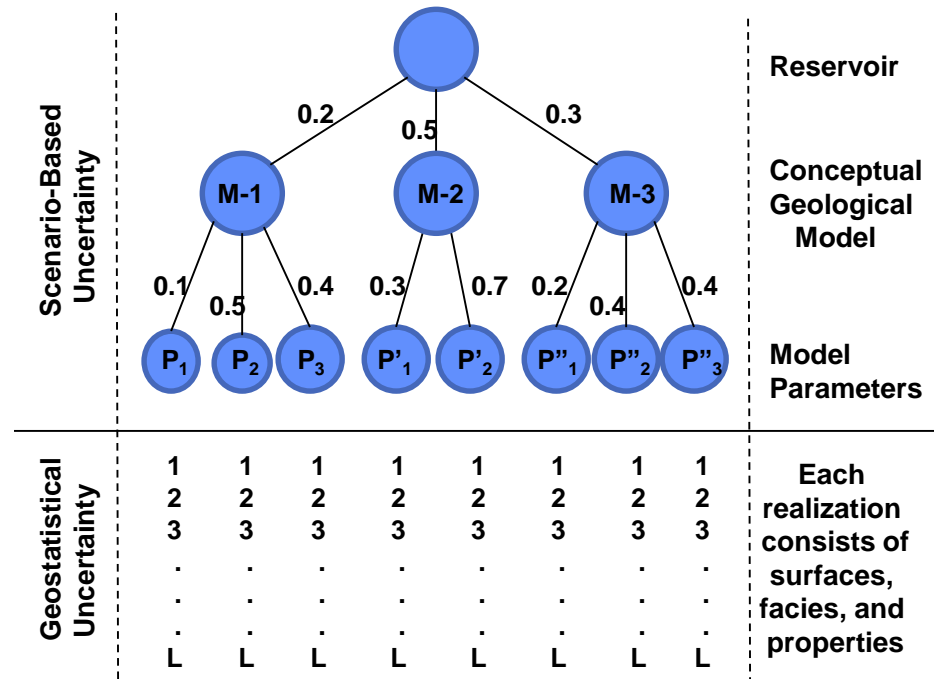 Scenario-Based
Uncertainty
Reservoir
0.2
0.5
0.3
M-1
M-2
M-3
Conceptual
Geological
Model
0.1
0.5
0.4
0.3
0.7
0.2
0.4
0.4
P1
P2
P3
P'1
P'2
P"1
P"2
P"3
Model
Parameters
Geostatistical
Uncertainty
1 1 1 1 1 1 1 1
2 2 2 2 2 2 2 2
3 3 3 3 3 3 3 3
. . . . . . . .
. . . . . . . .
. . . . . . . .
L L L L L L L L
Each
realization
consists of
surfaces,
facies, and
properties